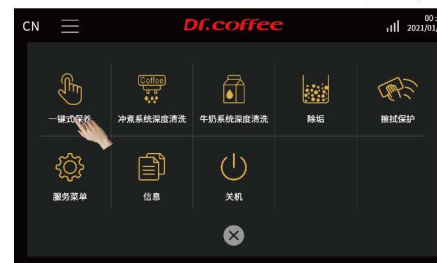 CN
Dr.coffee
00:
2021/01/
Coffee
一键式保养
冲煮系统深度清洗
牛奶系统深度清洗
除垢
擦拭保护
服务菜单
信息
关机